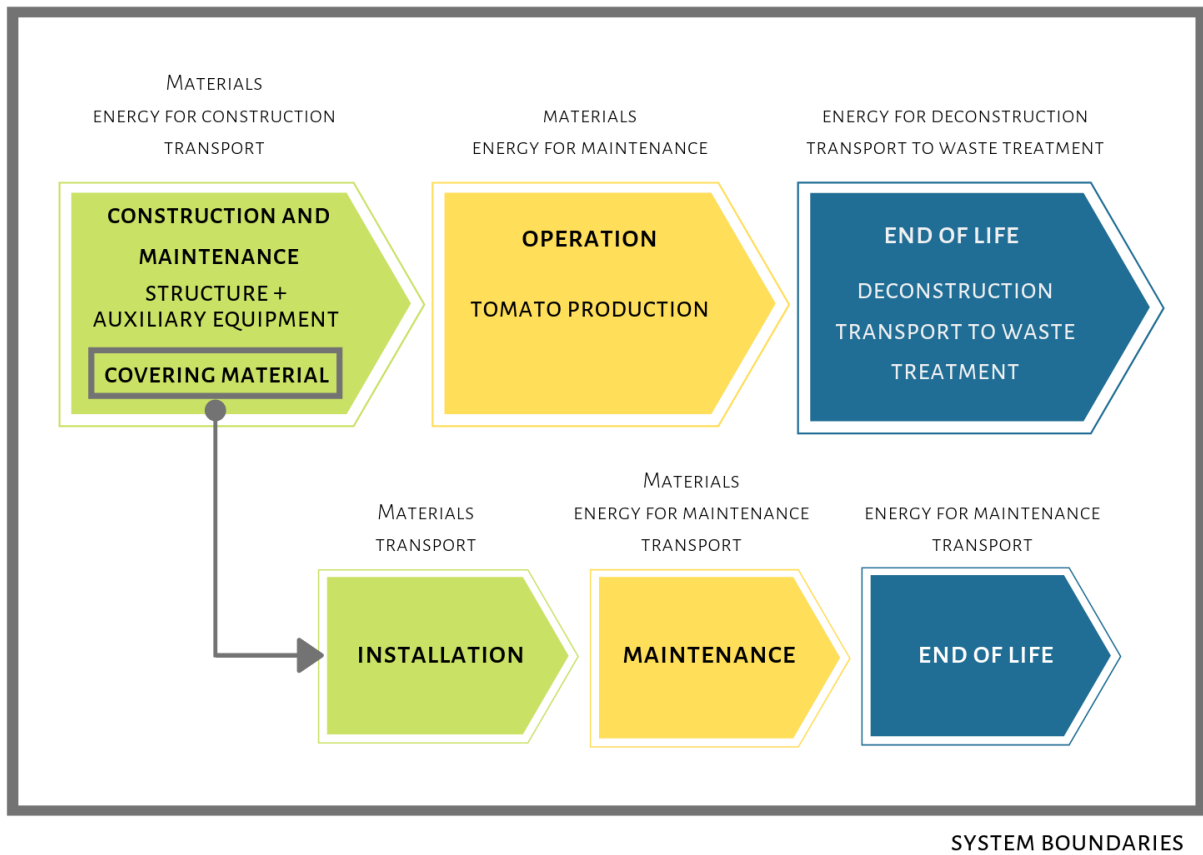 Materials
energy for construction
transport
materials
energy for maintenance
energy for deconstruction
transport to waste treatment
CONSTRUCTION AND
MAINTENANCE
STRUCTURE +
AUXILIARY EQUIPMENT
COVERING MATERIAL
OPERATION
TOMATO PRODUCTION
END OF LIFE
DECONSTRUCTION
TRANSPORT TO WASTE
TREATMENT
Materials
transport
Materials
energy for maintenance
transport
energy for maintenance
transport
INSTALLATION
MAINTENANCE
END OF LIFE
SYSTEM BOUNDARIES